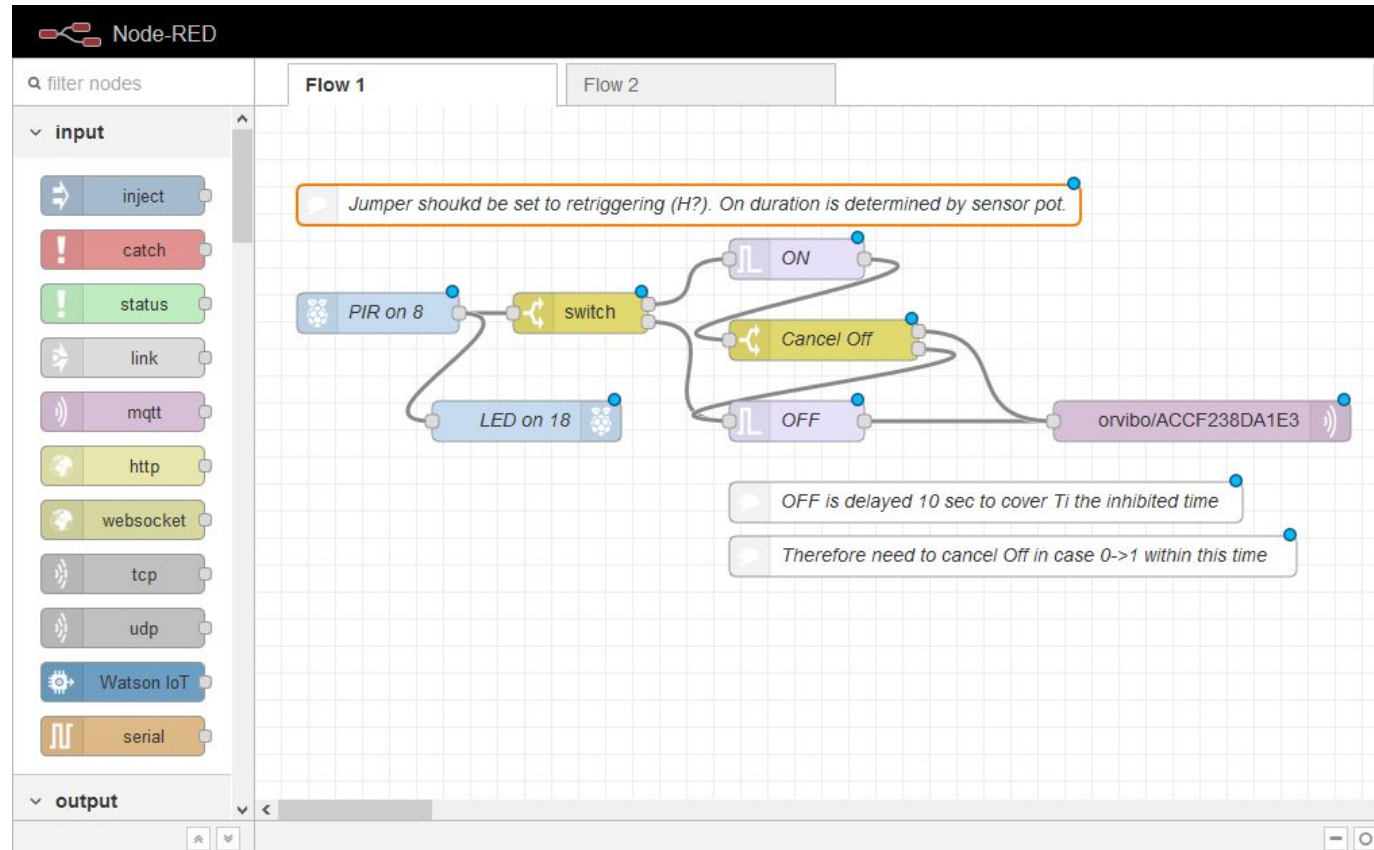 Node-RED
filter nodes
Flow 1
Flow 2
input
inject
catch
status
link
mqtt
http
websocket
tcp
udp
Watson IoT
serial
output
Jumper shoukd be set to retriggering (H?). On duration is determined by sensor pot.
ON
PIR on 8
switch
Cancel Off
LED on 18
OFF
orvibo/ACCF238DA1E3
OFF is delayed 10 sec to cover Ti the inhibited time
Therefore need to cancel Off in case 0->1 within this time